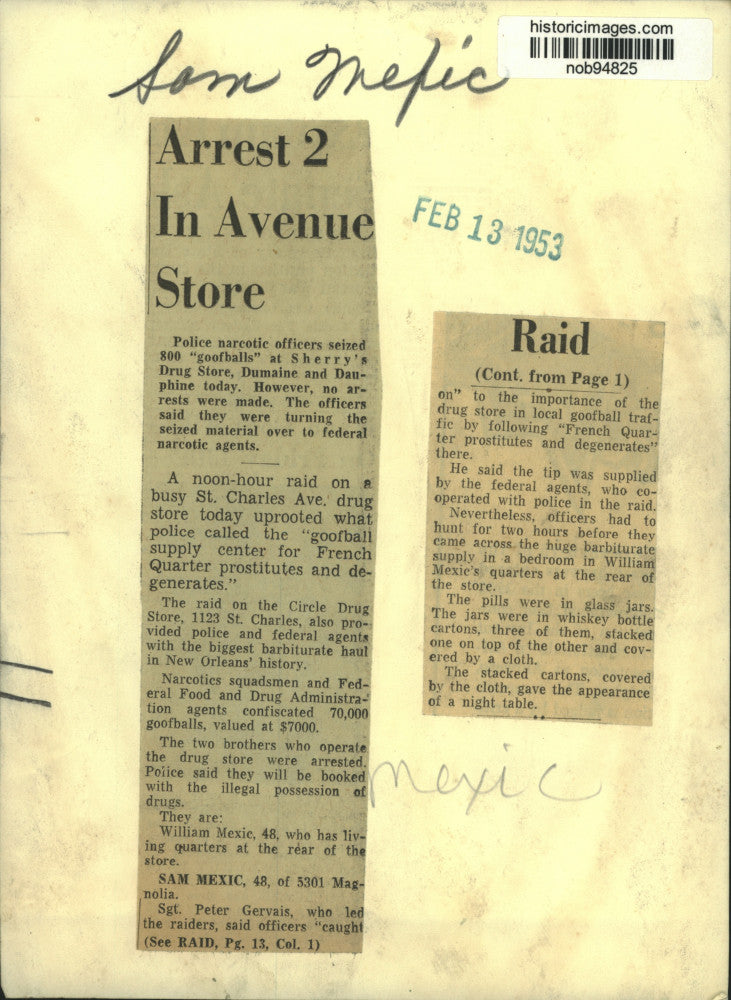 historicimages.com
nob94825
Sam Mexic
FEB 13 1953
Arrest 2
In Avenue
Store
Police narcotic officers seized
800 "goofballs" at Sherry's
Drug Store, Dumaine and Dau-
phine today. However, no ar-
rests were made. The officers
said they were turning the
seized material over to federal
narcotic agents.
A noon-hour raid on a
busy St. Charles Ave. drug
store today uprooted what
police called the "goofball
supply center for French
Quarter prostitutes and de-
generates."
The raid on the Circle Drug
Store, 1123 St. Charles, also pro-
vided police and federal agents
with the biggest barbiturate haul
in New Orleans' history.
Narcotics squadsmen and Fed-
eral Food and Drug Administra-
tion agents confiscated 70,000
goofballs, valued at $7000.
The two brothers who operate
the drug store were arrested.
Police said they will be booked
with the illegal possession of
drugs.
They are:
William Mexic, 48, who has liv-
ing quarters at the rear of the
store.
SAM MEXIC, 48, of 5301 Mag-
nolia.
Sgt. Peter Gervais, who led
the raiders, said officers "caught
(See RAID, Pg. 13, Col. 1)
Raid
(Cont. from Page 1)
on" to the importance of the
drug store in local goofball traf-
fic by following "French Quar-
ter prostitutes and degenerates"
there.
He said the tip was supplied
by the federal agents, who co-
operated with police in the raid.
Nevertheless, officers had to
hunt for two hours before they
came across the huge barbiturate
supply in a bedroom in William
Mexic's quarters at the rear of
the store.
The pills were in glass jars.
The jars were in whiskey bottle
cartons, three of them, stacked
one on top of the other and cov-
ered by a cloth.
The stacked cartons, covered
by the cloth, gave the appearance
of a night table.
Mexic